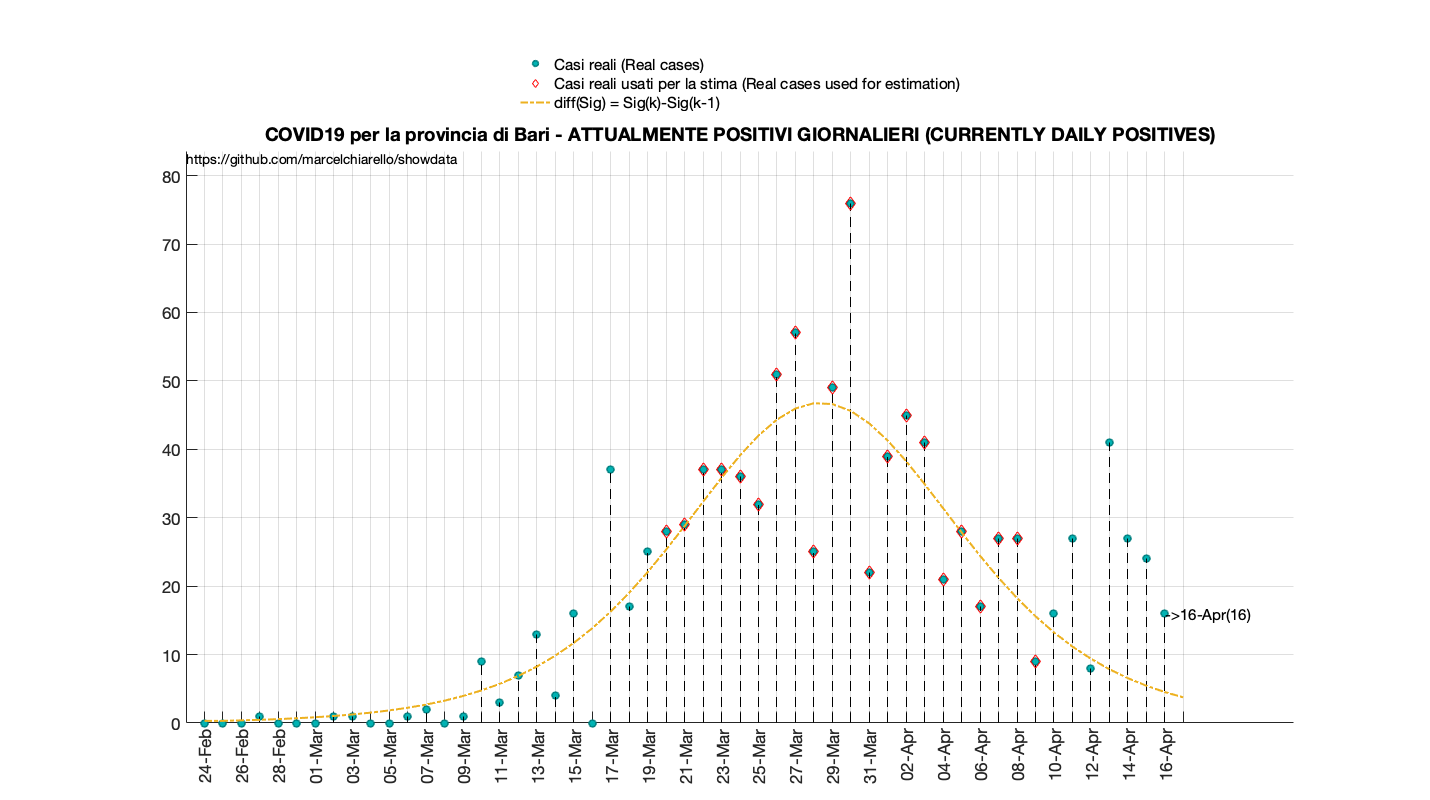 Casi reali (Real cases)
Casi reali usati per la stima (Real cases used for estimation)
diff(Sig) = Sig(k)-Sig(k-1)
COVID19 per la provincia di Bari - ATTUALMENTE POSITIVI GIORNALIERI (CURRENTLY DAILY POSITIVES)
https://github.com/marcelchiarello/showdata
80
70
60
50
40
30
20
10
0
->16-Apr(16)
24-Feb
26-Feb
28-Feb
01-Mar
03-Mar
05-Mar
07-Mar
09-Mar
11-Mar
13-Mar
15-Mar
17-Mar
19-Mar
21-Mar
23-Mar
25-Mar
27-Mar
29-Mar
31-Mar
02-Apr
04-Apr
06-Apr
08-Apr
10-Apr
12-Apr
14-Apr
16-Apr